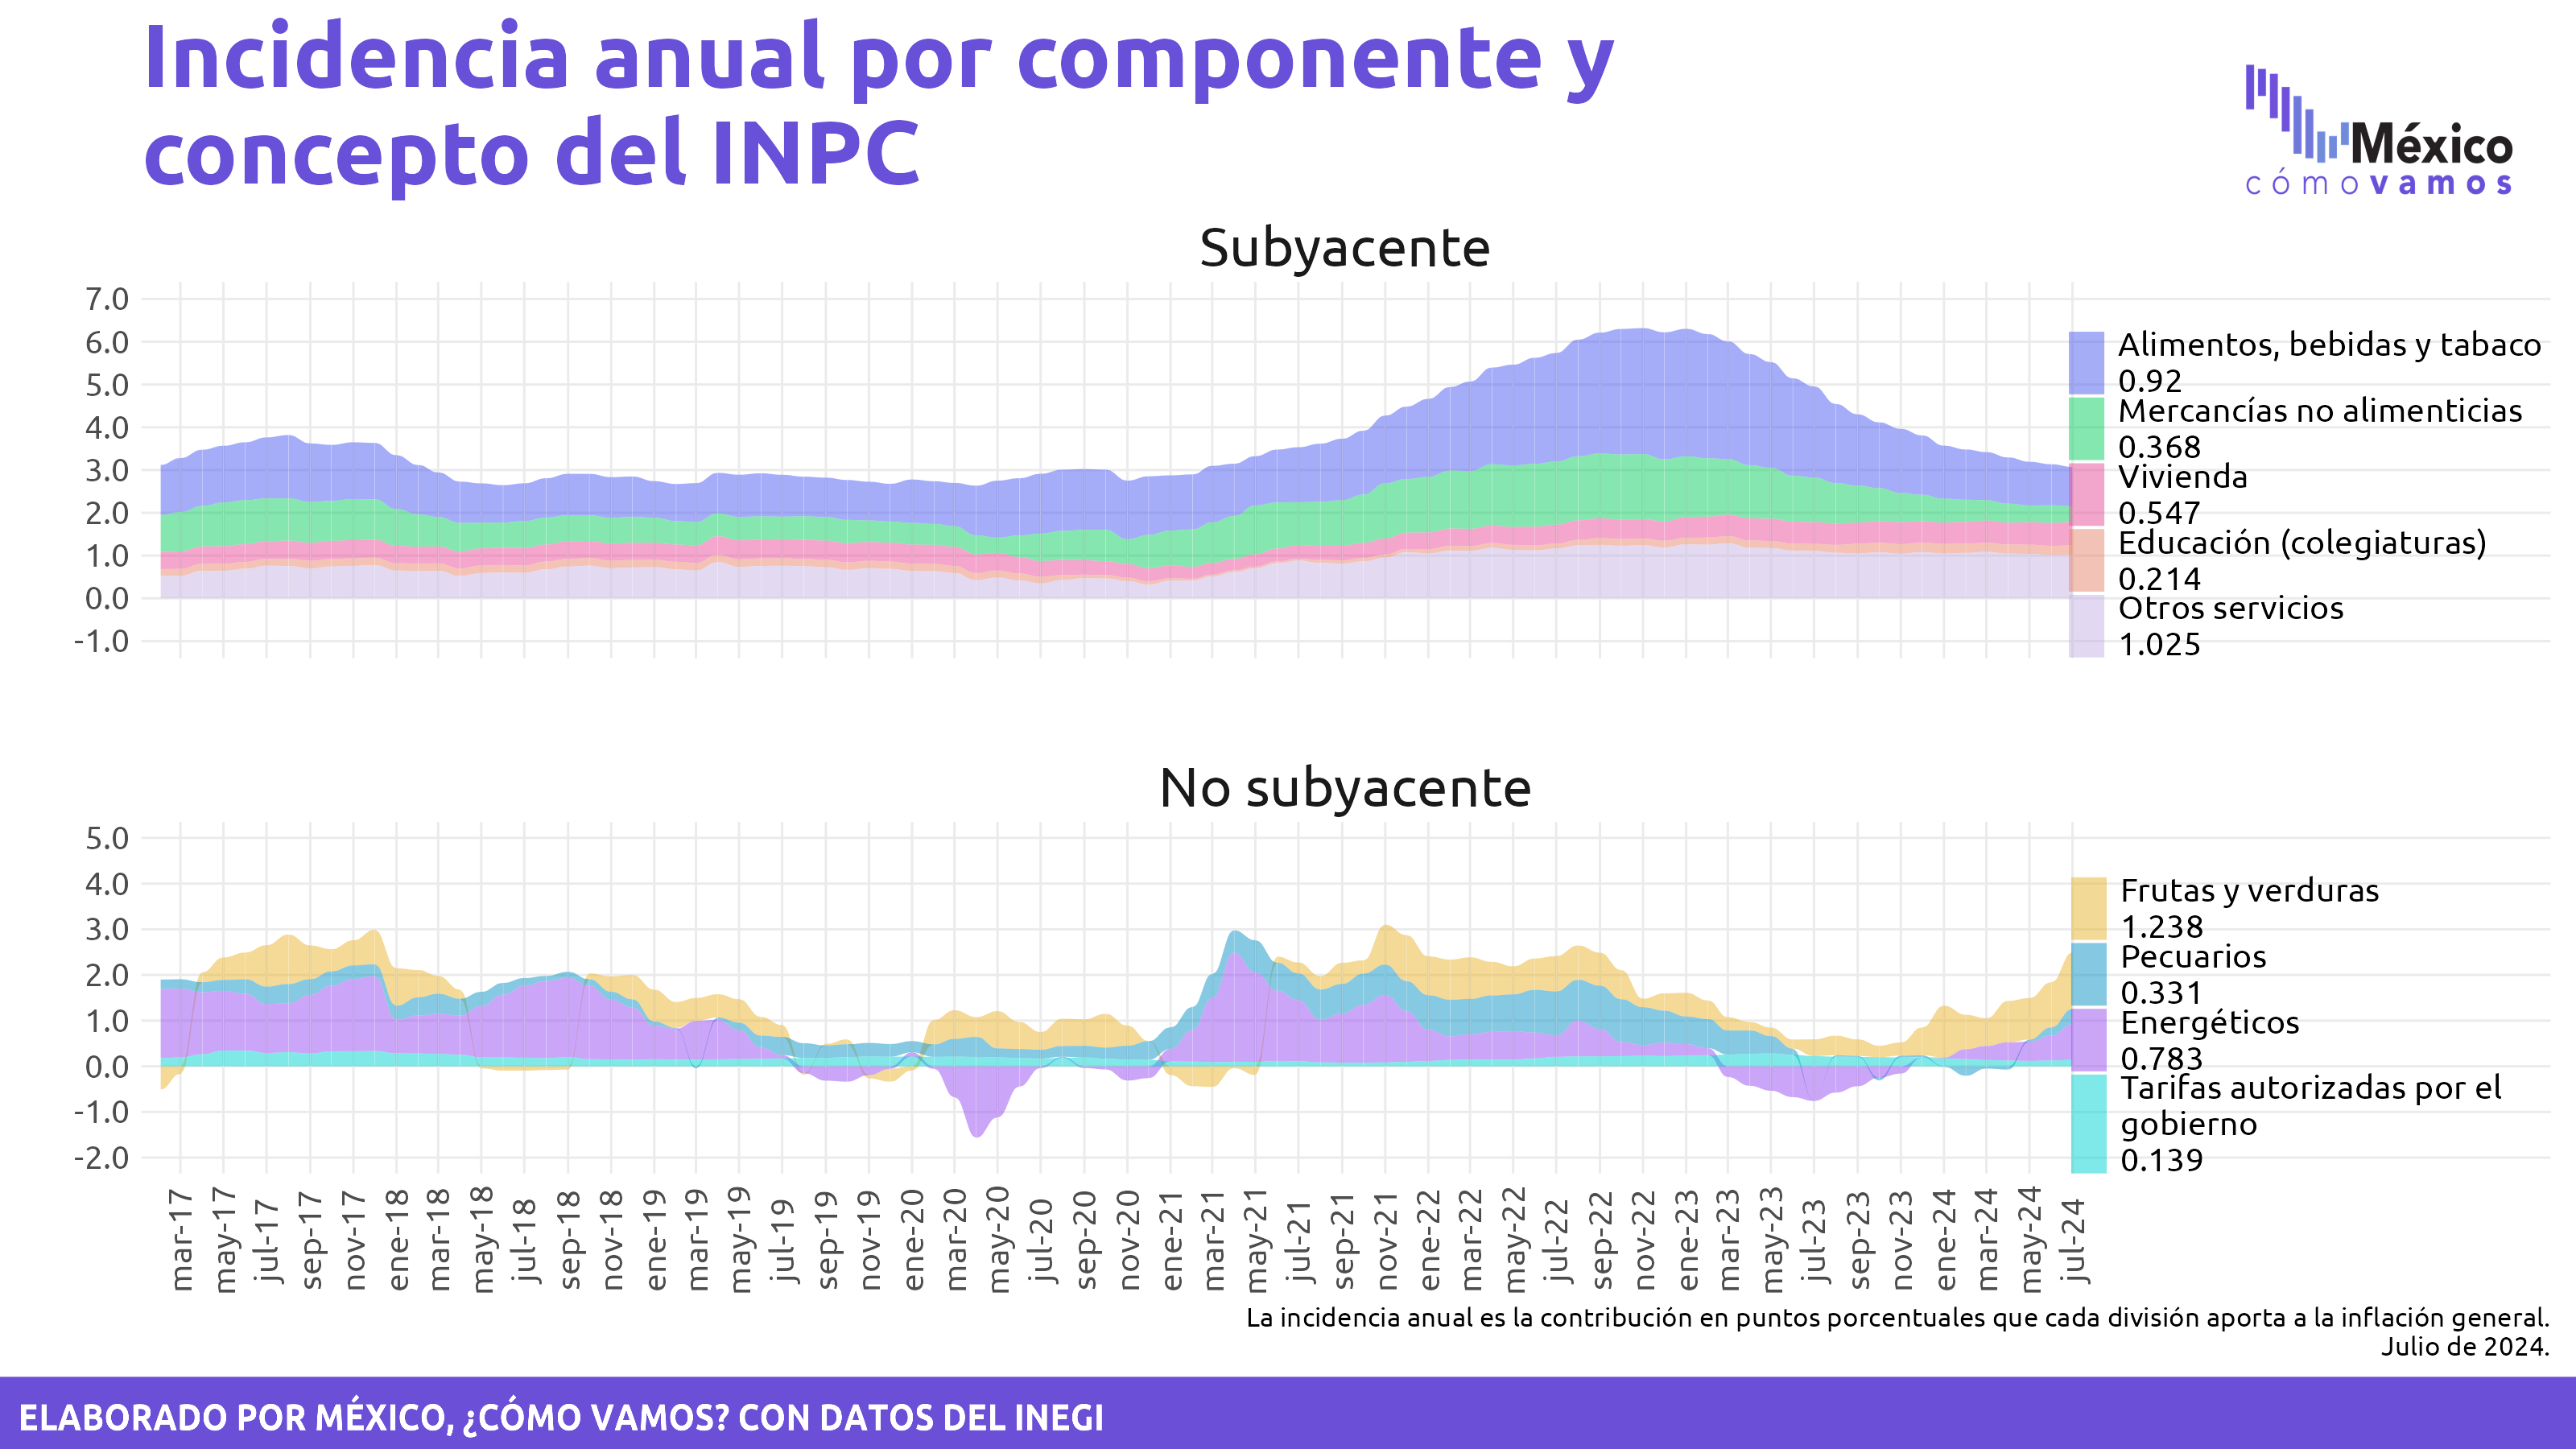 Incidencia anual por componente y
concepto del INPC
México
cómovamos
Subyacente
7.0
6.0
5.0
4.0
3.0
2.0
1.0
0.0
-1.0
Alimentos, bebidas y tabaco
0.92
Mercancías no alimenticias
0.368
Vivienda
0.547
Educación (colegiaturas)
0.214
Otros servicios
1.025
No subyacente
5.0
4.0
3.0
2.0
1.0
0.0
-1.0
-2.0
Frutas y verduras
1.238
Pecuarios
0.331
Energéticos
0.783
Tarifas autorizadas por el
gobierno
0.139
mar-17
may-17
jul-17
sep-17
nov-17
ene-18
mar-18
may-18
jul-18
sep-18
nov-18
ene-19
mar-19
may-19
jul-19
sep-19
nov-19
ene-20
mar-20
may-20
jul-20
sep-20
nov-20
ene-21
mar-21
may-21
jul-21
sep-21
nov-21
ene-22
mar-22
may-22
jul-22
sep-22
nov-22
ene-23
mar-23
may-23
jul-23
sep-23
nov-23
ene-24
mar-24
may-24
jul-24
La incidencia anual es la contribución en puntos porcentuales que cada división aporta a la inflación general.
Julio de 2024.
ELABORADO POR MÉXICO, ¿CÓMO VAMOS? CON DATOS DEL INEGI